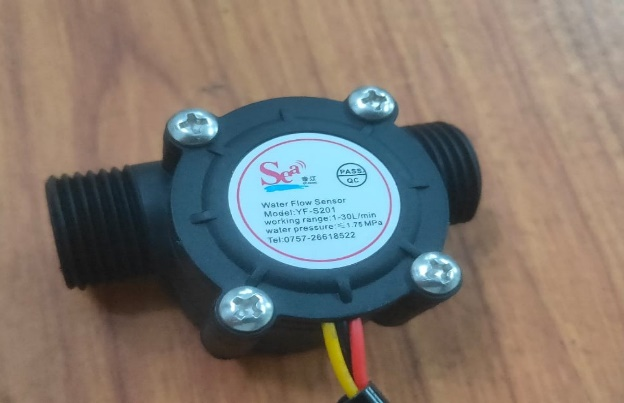 Sea
PASS
QC
Water Flow Sensor
Model:YF-S201
working range:1-30L/min
water pressure:≤1.75MPa
Tel:0757-26618522